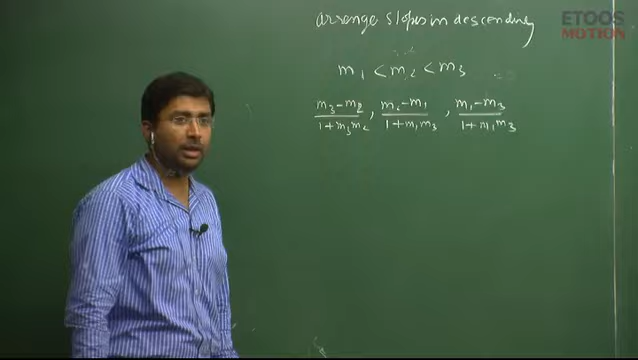 ETOOS
MOTION
arrange slopes in descending
m₁ < m₂ < m₃
(m₃ − m₂)/(1 + m₃m₂) , (m₂ − m₁)/(1 + m₁m₃) , (m₁ − m₃)/(1 + m₁m₃)